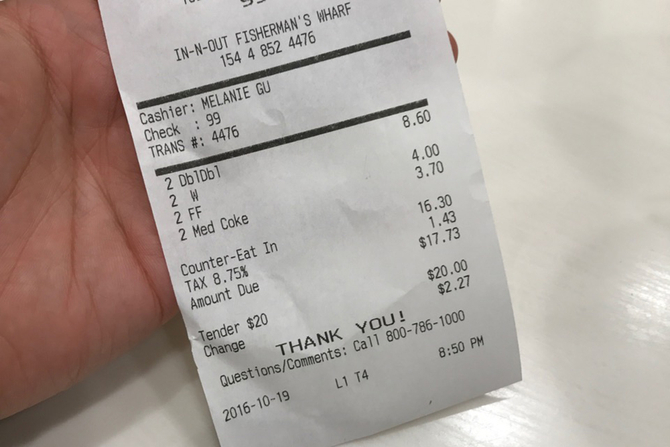 IN-N-OUT FISHERMAN'S WHARF
154 4 852 4476
Cashier: MELANIE GU
Check : 99
TRANS #: 4476
2 DblDbl 8.60
2 W
2 FF 4.00
2 Med Coke 3.70
Counter-Eat In 16.30
TAX 8.75% 1.43
Amount Due $17.73
Tender $20 $20.00
Change $2.27
THANK YOU!
Questions/Comments: Call 800-786-1000
2016-10-19 L1 T4 8:50 PM